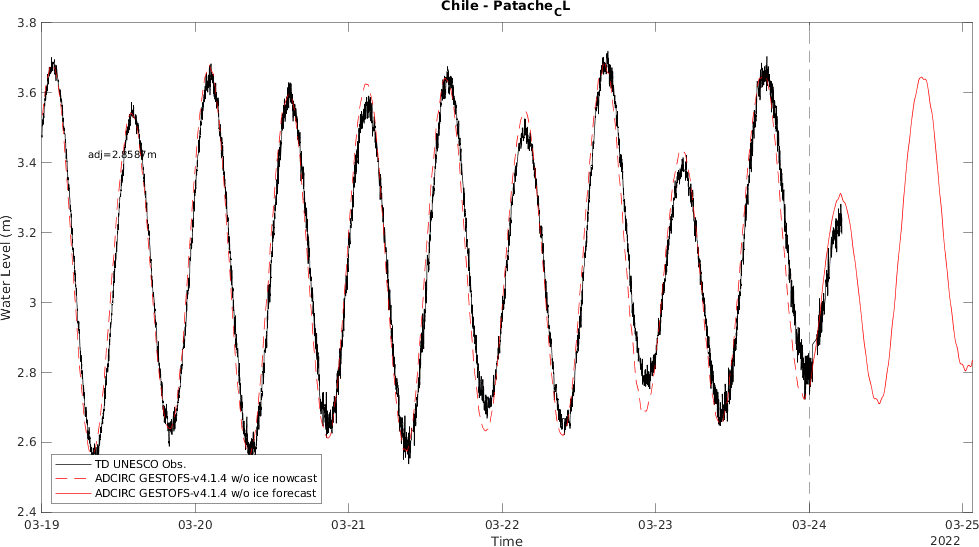 Chile - Patache_CL
3.8
3.6
3.4
3.2
3
2.8
2.6
2.4
Water Level (m)
adj=2.8587m
TD UNESCO Obs.
ADCIRC GESTOFS-v4.1.4 w/o ice nowcast
ADCIRC GESTOFS-v4.1.4 w/o ice forecast
03-19 03-20 03-21 03-22 03-23 03-24 03-25
Time
2022